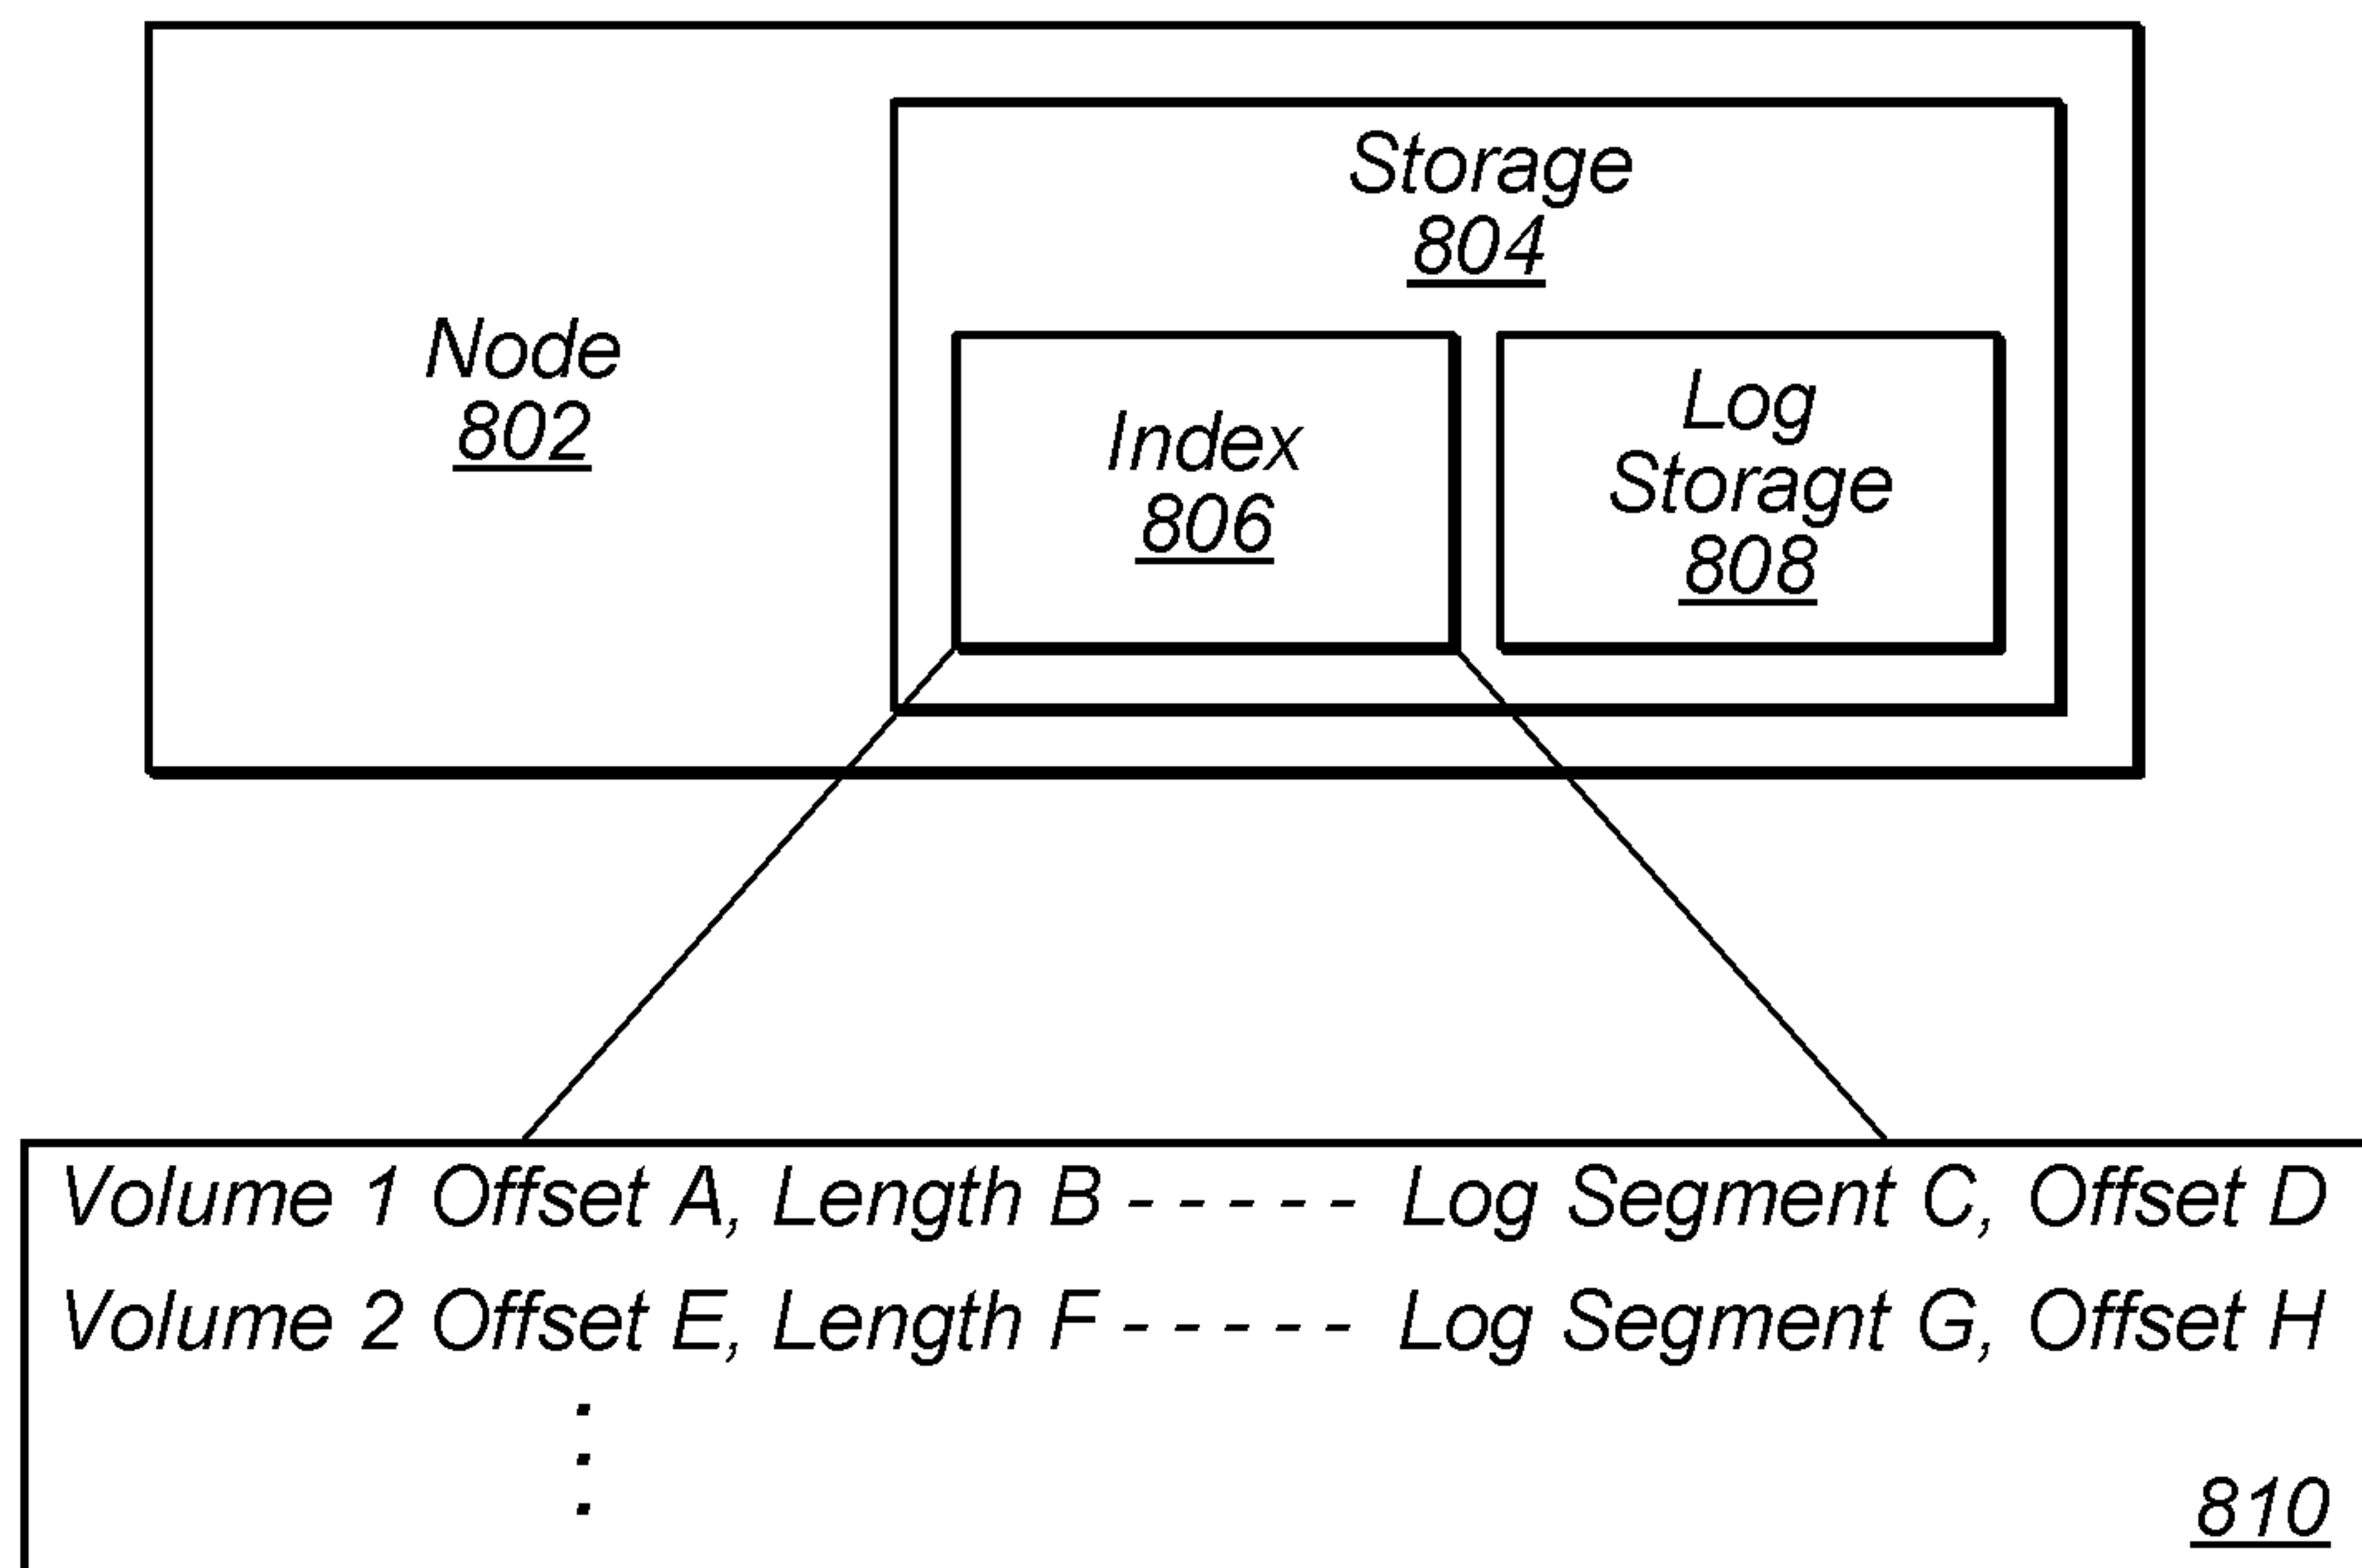 Storage
804
Node
802
Index
806
Log
Storage
808
Volume 1 Offset A, Length B ----- Log Segment C, Offset D
Volume 2 Offset E, Length F ----- Log Segment G, Offset H
810